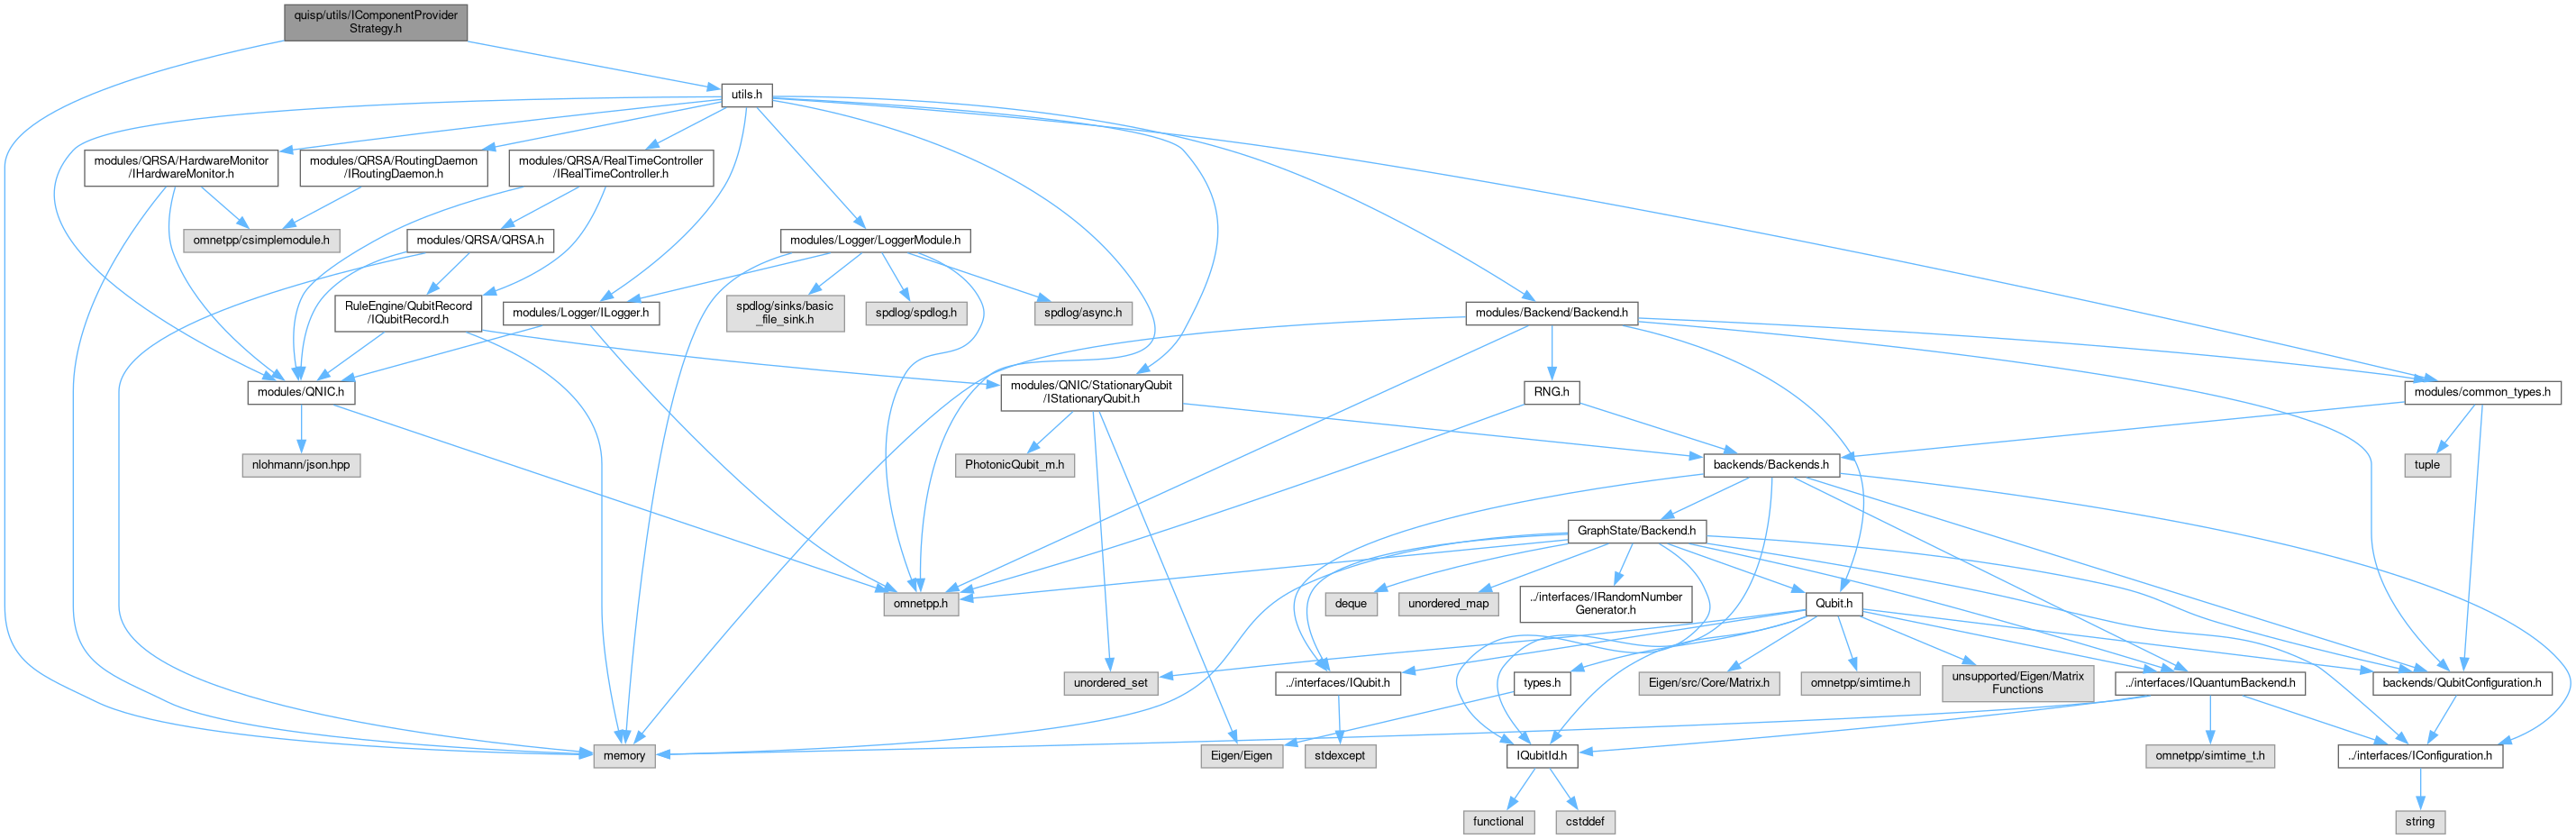 quisp/utils/IComponentProvider
Strategy.h
utils.h
modules/QRSA/HardwareMonitor
/IHardwareMonitor.h
modules/QRSA/RoutingDaemon
/IRoutingDaemon.h
modules/QRSA/RealTimeController
/IRealTimeController.h
omnetpp/csimplemodule.h
modules/QRSA/QRSA.h
modules/Logger/LoggerModule.h
RuleEngine/QubitRecord
/IQubitRecord.h
modules/Logger/ILogger.h
spdlog/sinks/basic
_file_sink.h
spdlog/spdlog.h
spdlog/async.h
modules/Backend/Backend.h
modules/QNIC.h
modules/QNIC/StationaryQubit
/IStationaryQubit.h
RNG.h
modules/common_types.h
nlohmann/json.hpp
PhotonicQubit_m.h
backends/Backends.h
tuple
GraphState/Backend.h
omnetpp.h
deque
unordered_map
../interfaces/IRandomNumber
Generator.h
Qubit.h
unordered_set
../interfaces/IQubit.h
types.h
Eigen/src/Core/Matrix.h
omnetpp/simtime.h
unsupported/Eigen/Matrix
Functions
../interfaces/IQuantumBackend.h
backends/QubitConfiguration.h
memory
Eigen/Eigen
stdexcept
IQubitId.h
omnetpp/simtime_t.h
../interfaces/IConfiguration.h
functional
cstddef
string